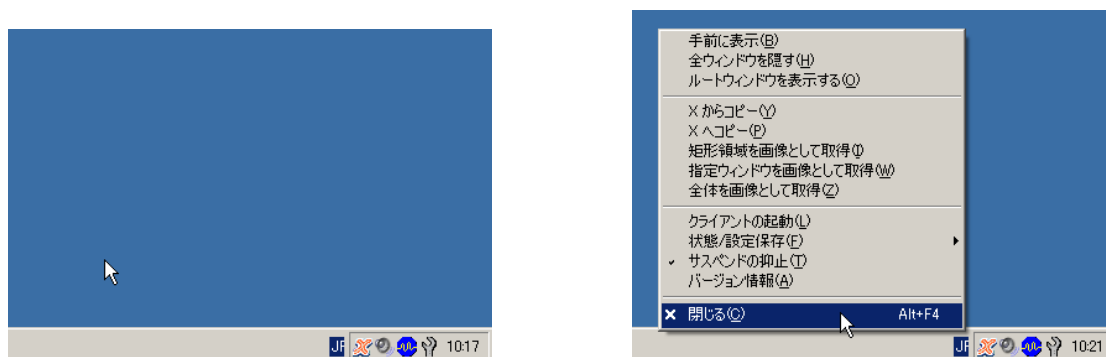 JP
10:17
手前に表示(B)
全ウィンドウを隠す(H)
ルートウィンドウを表示する(O)
X からコピー(Y)
X へコピー(P)
矩形領域を画像として取得(I)
指定ウィンドウを画像として取得(W)
全体を画像として取得(Z)
クライアントの起動(L)
状態/設定保存(F)
サスペンドの抑止(T)
バージョン情報(A)
閉じる(C) Alt+F4
JP
10:21